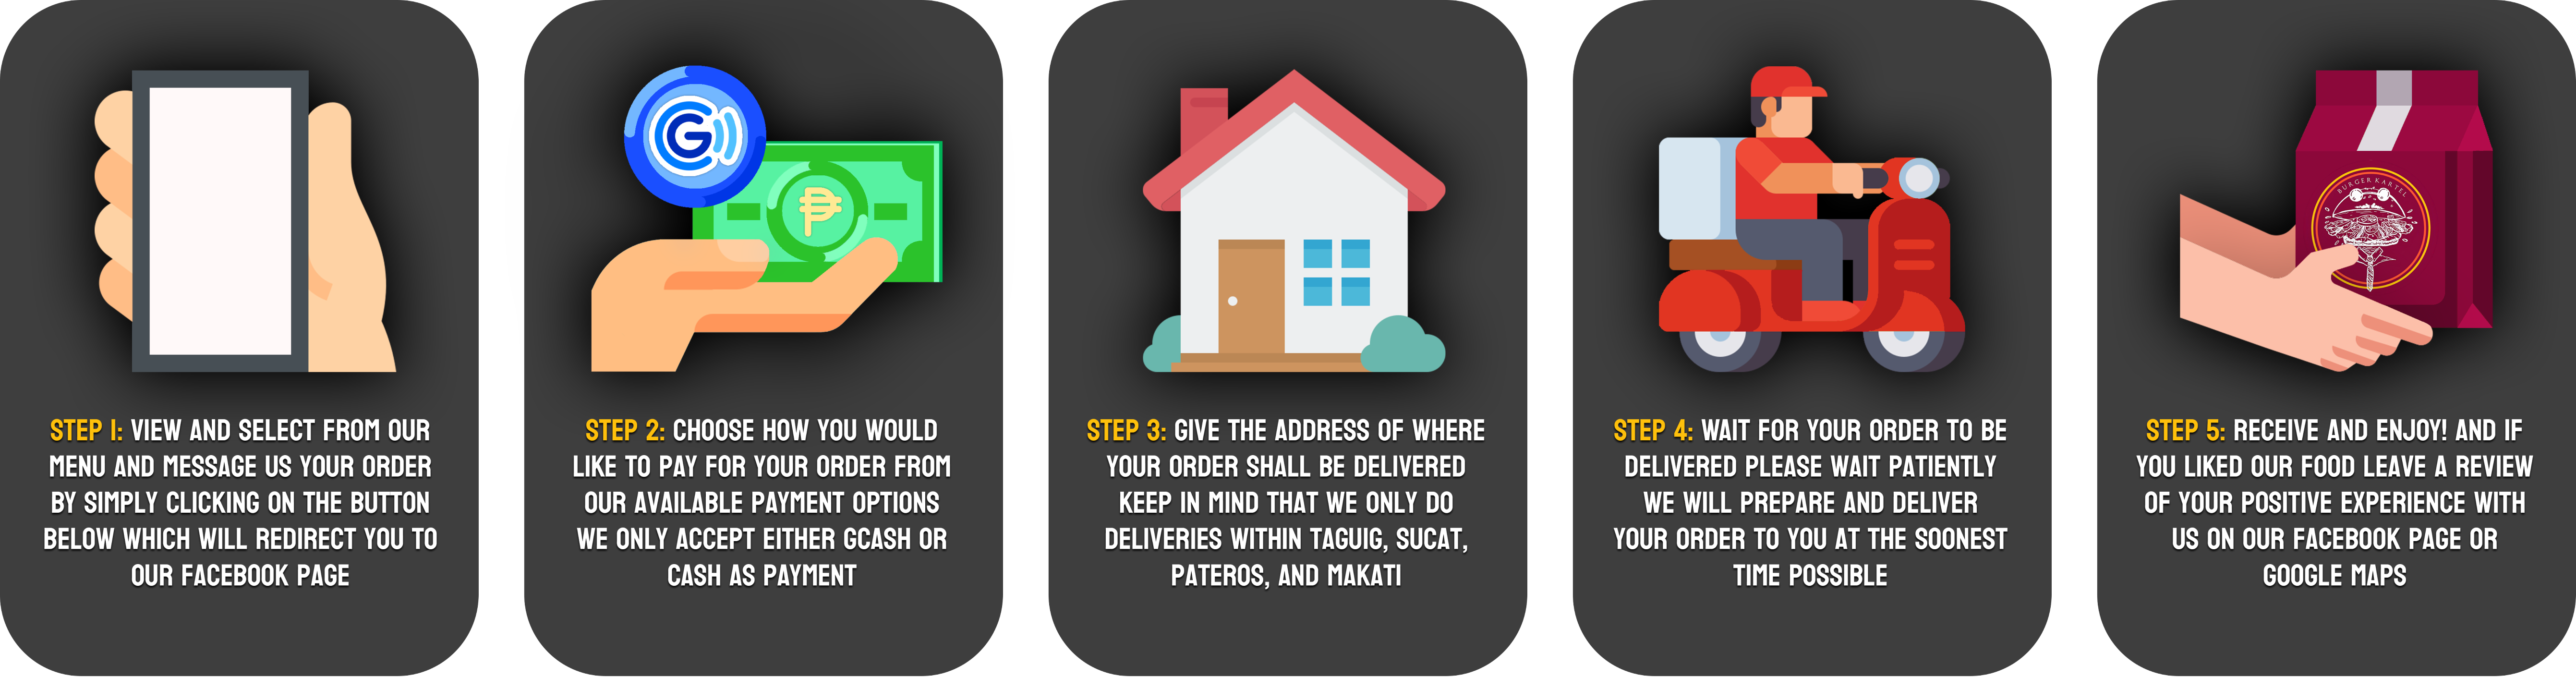 STEP 1: VIEW AND SELECT FROM OUR
MENU AND MESSAGE US YOUR ORDER
BY SIMPLY CLICKING ON THE BUTTON
BELOW WHICH WILL REDIRECT YOU TO
OUR FACEBOOK PAGE
G
₱
STEP 2: CHOOSE HOW YOU WOULD
LIKE TO PAY FOR YOUR ORDER FROM
OUR AVAILABLE PAYMENT OPTIONS
WE ONLY ACCEPT EITHER GCASH OR
CASH AS PAYMENT
STEP 3: GIVE THE ADDRESS OF WHERE
YOUR ORDER SHALL BE DELIVERED
KEEP IN MIND THAT WE ONLY DO
DELIVERIES WITHIN TAGUIG, SUCAT,
PATEROS, AND MAKATI
STEP 4: WAIT FOR YOUR ORDER TO BE
DELIVERED PLEASE WAIT PATIENTLY
WE WILL PREPARE AND DELIVER
YOUR ORDER TO YOU AT THE SOONEST
TIME POSSIBLE
BURGER KARTEL
STEP 5: RECEIVE AND ENJOY! AND IF
YOU LIKED OUR FOOD LEAVE A REVIEW
OF YOUR POSITIVE EXPERIENCE WITH
US ON OUR FACEBOOK PAGE OR
GOOGLE MAPS